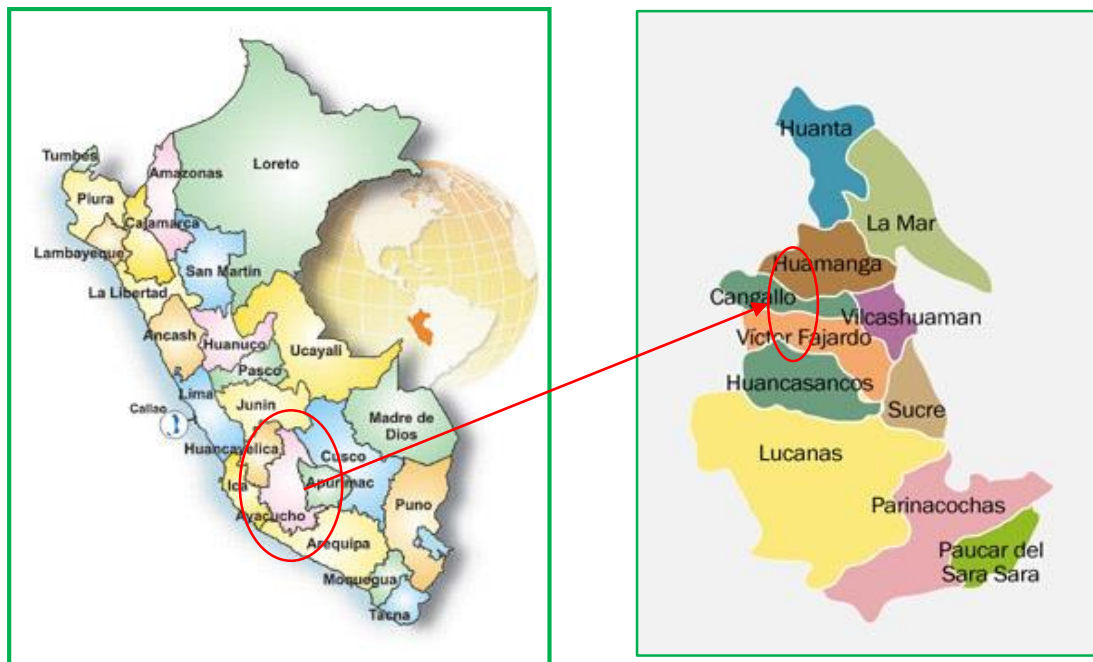 Tumbes
Loreto
Amazonas
Piura
Cajamarca
Lambayeque
San Martin
La Libertad
Ancash
Huanuco
Ucayali
Pasco
Lima
Junin
Callao
Madre de
Dios
Huancavelica
Cusco
Ica
Apurimac
Puno
Ayacucho
Arequipa
Moquegua
Tacna
Huanta
La Mar
Huamanga
Cangallo
Vilcashuaman
Víctor Fajardo
Huancasancos
Sucre
Lucanas
Parinacochas
Paucar del
Sara Sara